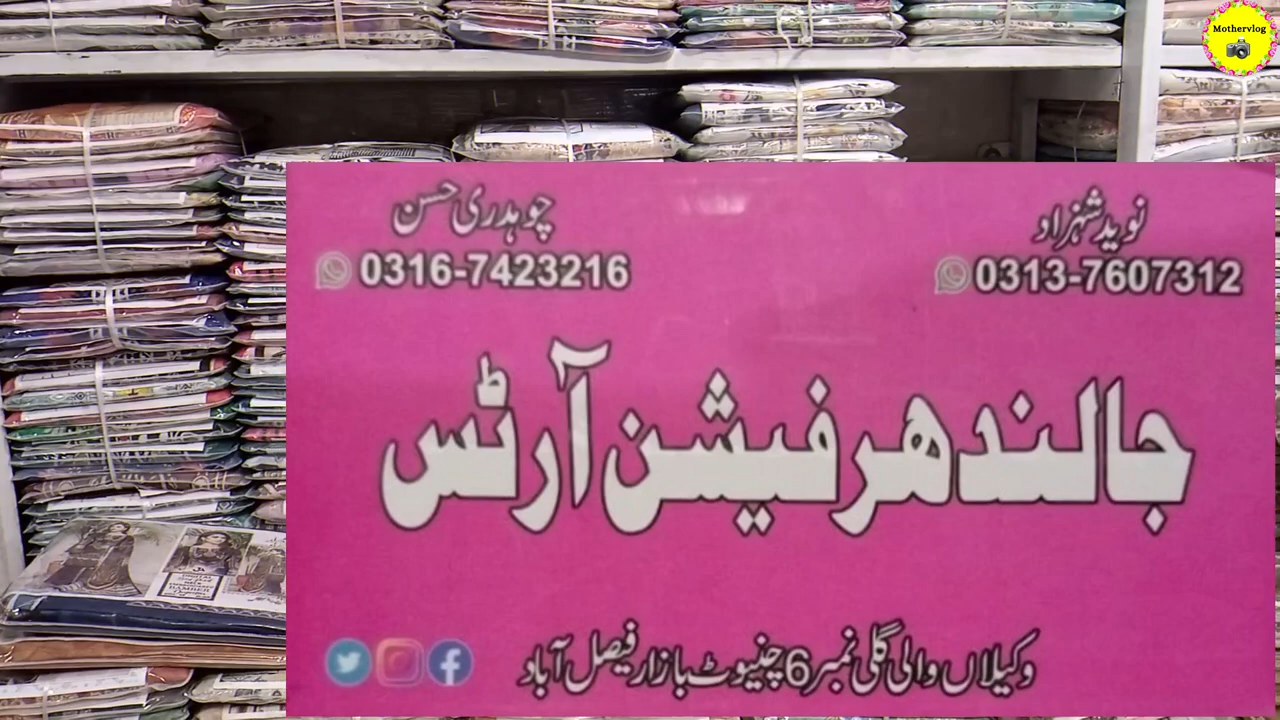 Mothervlog
نوید شہزاد
0313-7607312
چوہدری حسن
0316-7423216
جالندھر فیشن آرٹس
وکیلاں والی گلی نمبر 6 چنیوٹ بازار فیصل آباد
BAMBER